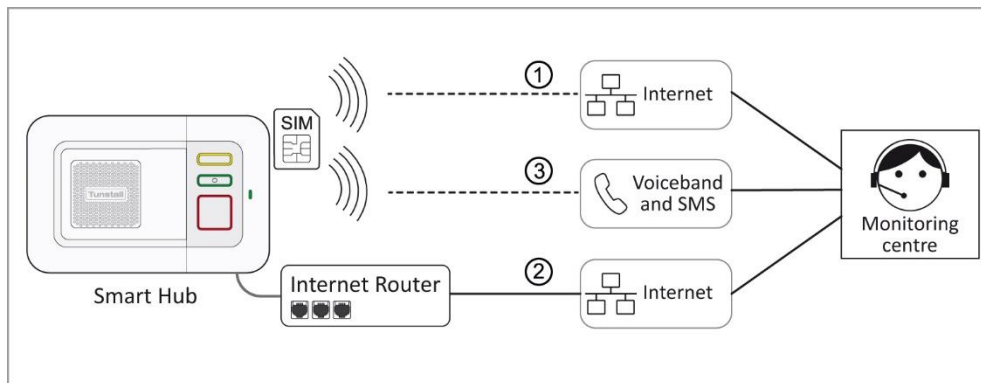 SIM
Tunstall
Smart Hub
Internet Router
1
Internet
3
Voiceband
and SMS
2
Internet
Monitoring
centre